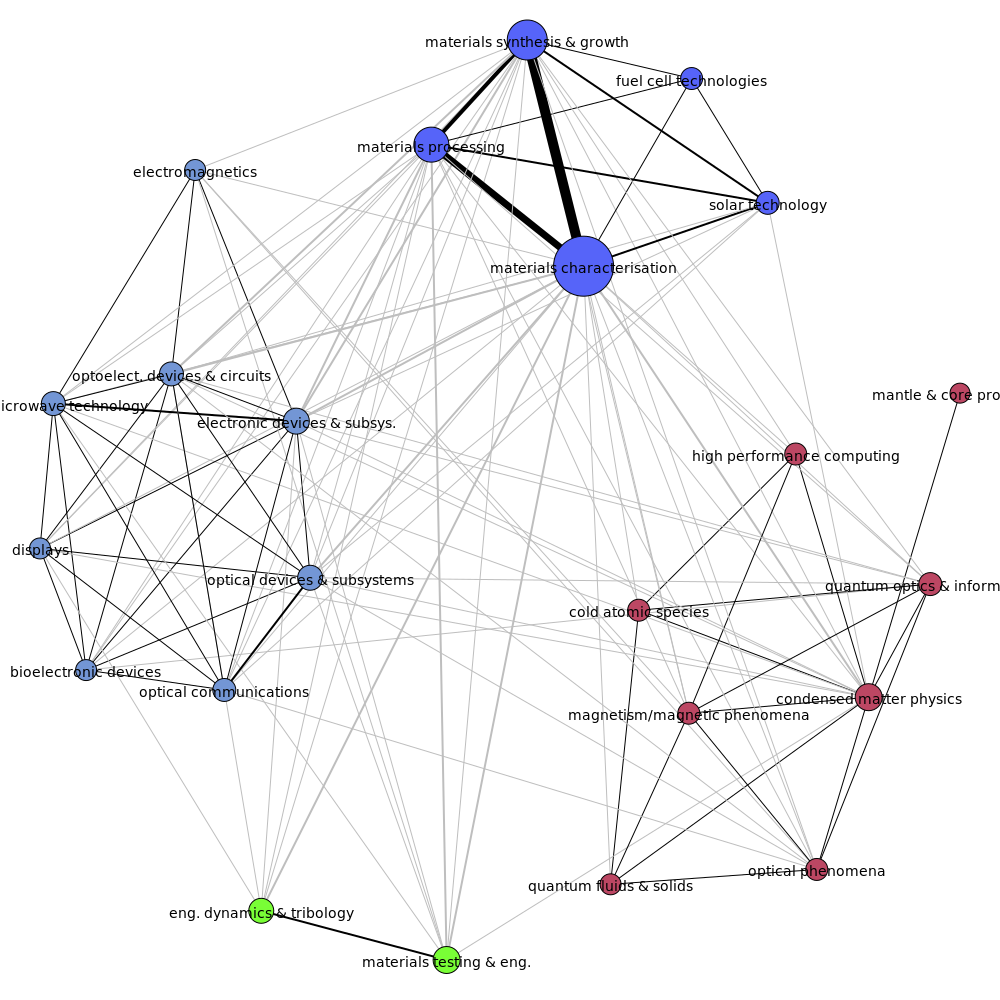 materials synthesis & growth
fuel cell technologies
materials processing
electromagnetics
solar technology
materials characterisation
optoelect. devices & circuits
mantle & core pro
icrowave technology
electronic devices & subsys.
high performance computing
displays
optical devices & subsystems
quantum optics & inform
cold atomic species
bioelectronic devices
optical communications
condensed matter physics
magnetism/magnetic phenomena
optical phenomena
quantum fluids & solids
eng. dynamics & tribology
materials testing & eng.